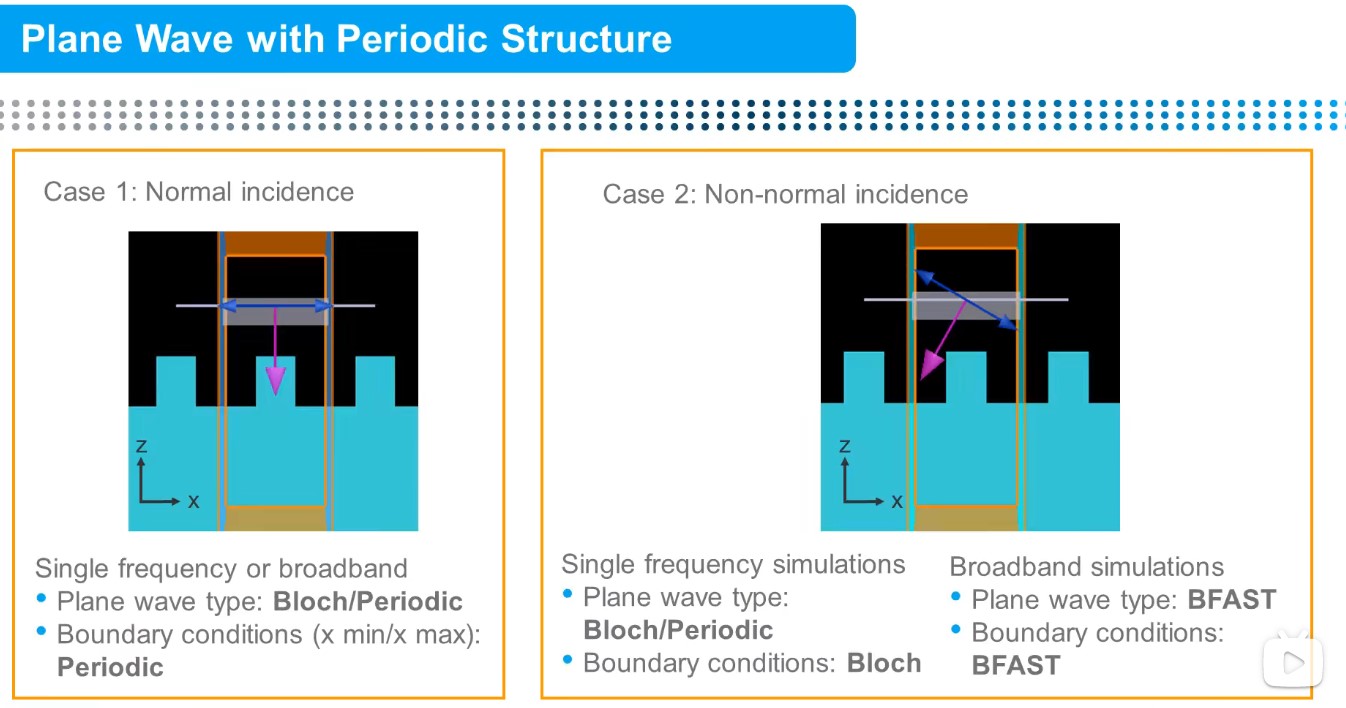 Plane Wave with Periodic Structure
Case 1: Normal incidence
z
x
Single frequency or broadband
• Plane wave type: Bloch/Periodic
• Boundary conditions (x min/x max):
Periodic
Case 2: Non-normal incidence
z
x
Single frequency simulations
• Plane wave type:
Bloch/Periodic
• Boundary conditions: Bloch
Broadband simulations
• Plane wave type: BFAST
• Boundary conditions:
BFAST